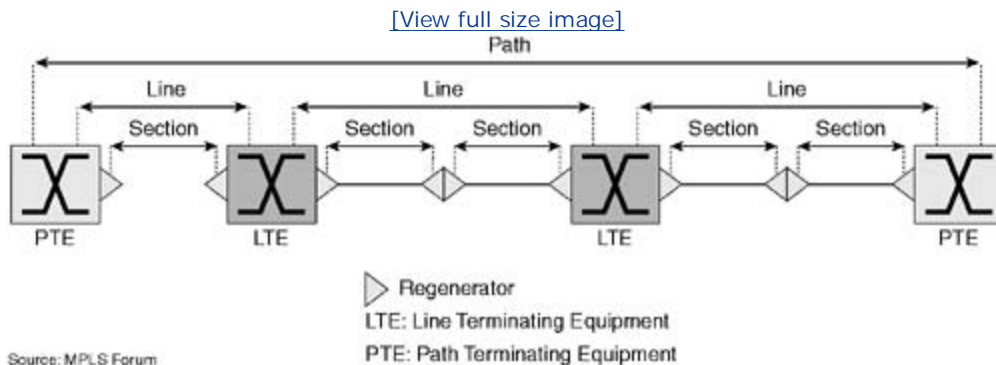 [View full size image]
Path
Line Line Line
Section Section Section Section Section
PTE LTE LTE PTE
Regenerator
LTE: Line Terminating Equipment
PTE: Path Terminating Equipment
Source: MPLS Forum